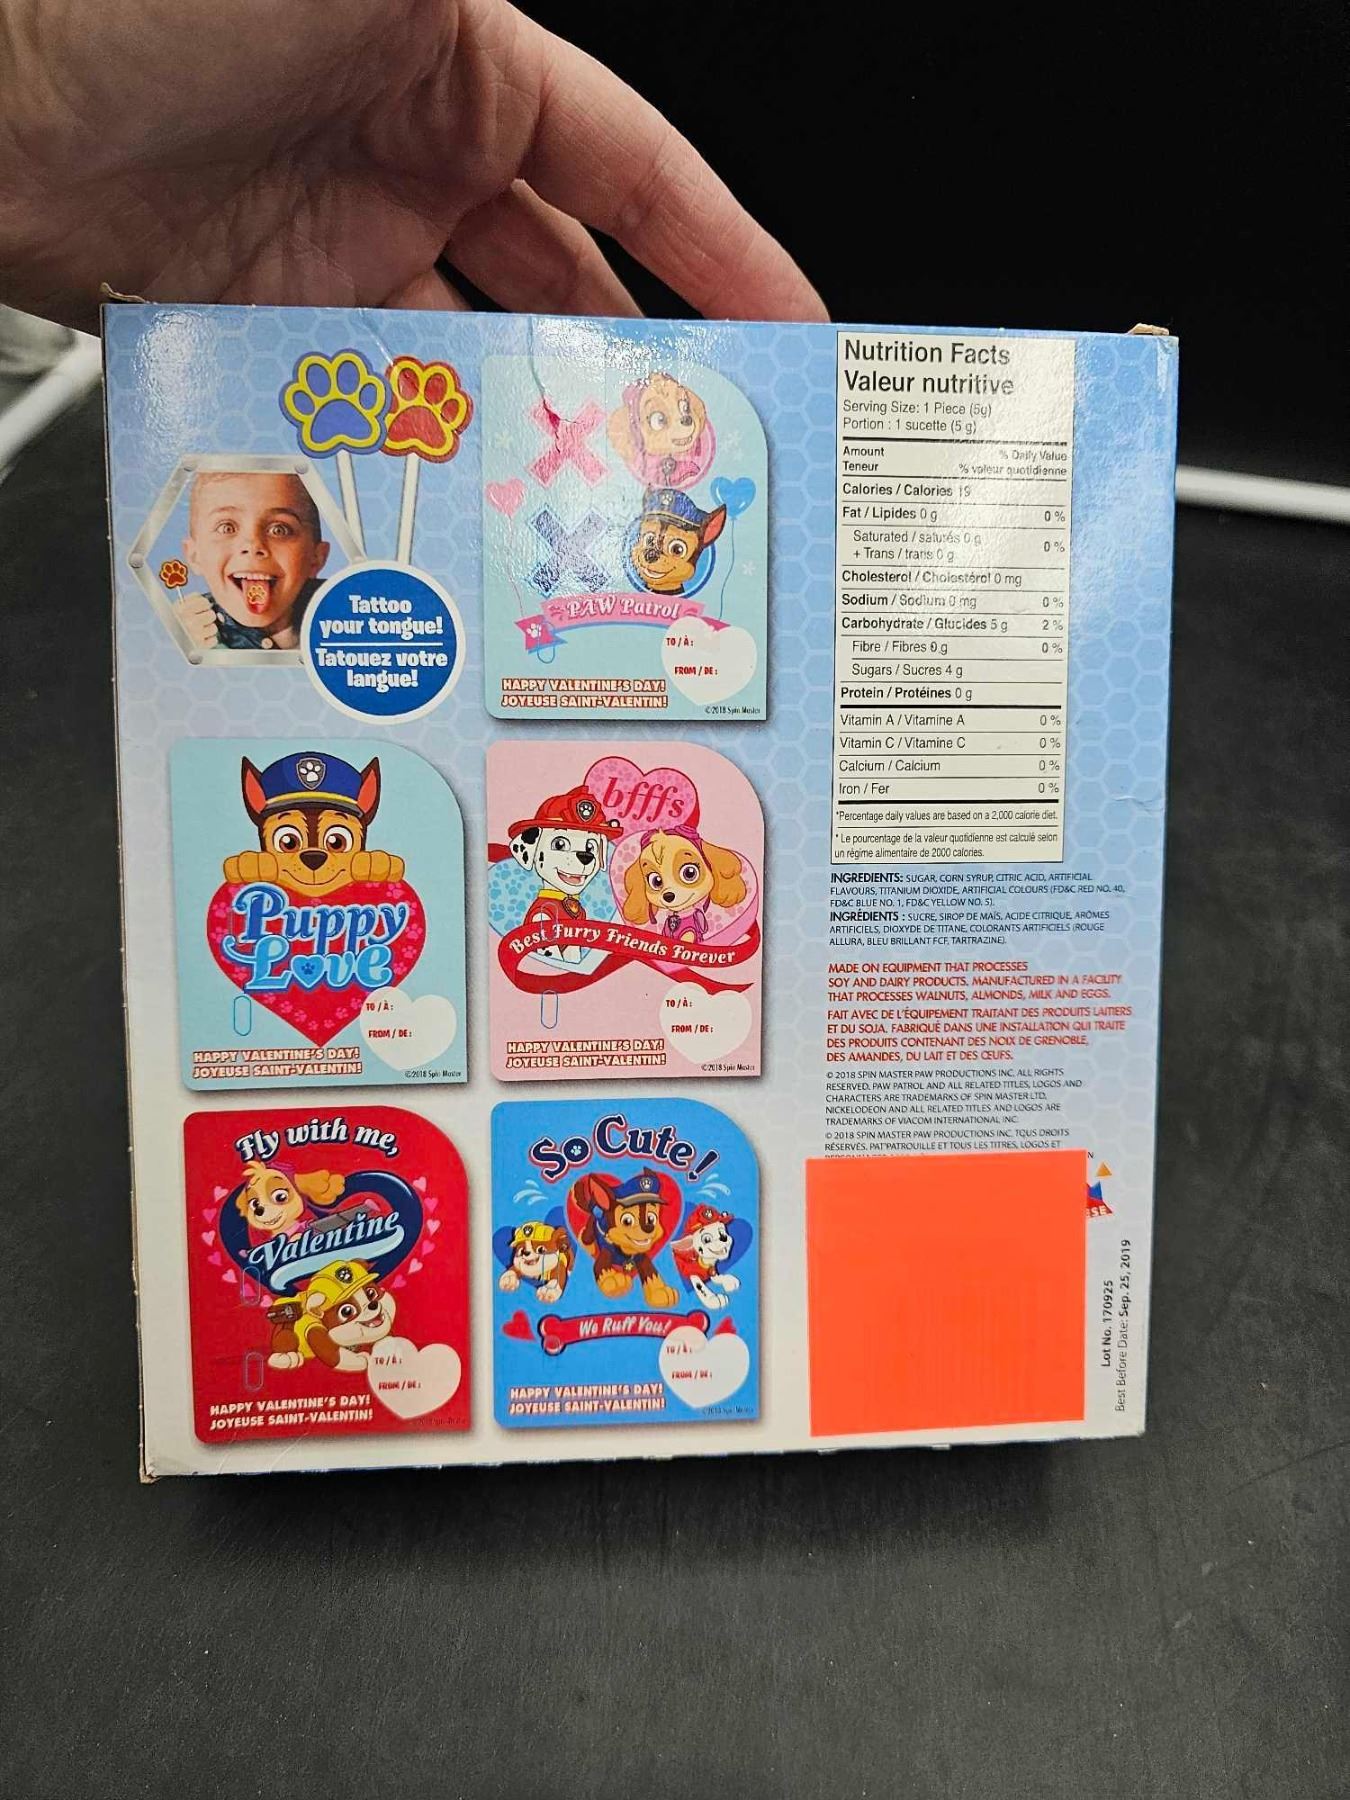 Tattoo
your tongue!
Tatouez votre
langue!
PAW Patrol
TO / À :
FROM / DE :
HAPPY VALENTINE'S DAY!
JOYEUSE SAINT-VALENTIN!
©2018 Spin Master
Puppy
Love
TO / À :
FROM / DE :
HAPPY VALENTINE'S DAY!
JOYEUSE SAINT-VALENTIN!
©2018 Spin Master
bfffs
Best Furry Friends Forever
TO / À :
FROM / DE :
HAPPY VALENTINE'S DAY!
JOYEUSE SAINT-VALENTIN!
©2018 Spin Master
Fly with me,
Valentine
TO / À :
FROM / DE :
HAPPY VALENTINE'S DAY!
JOYEUSE SAINT-VALENTIN!
So Cute!
We Ruff You!
TO / À :
FROM / DE :
HAPPY VALENTINE'S DAY!
JOYEUSE SAINT-VALENTIN!
Nutrition Facts
Valeur nutritive
Serving Size: 1 Piece (5g)
Portion : 1 sucette (5 g)
Amount % Daily Value
Teneur % valeur quotidienne
Calories / Calories 19
Fat / Lipides 0 g 0 %
Saturated / saturés 0 g
+ Trans / trans 0 g 0 %
Cholesterol / Cholestérol 0 mg
Sodium / Sodium 0 mg 0 %
Carbohydrate / Glucides 5 g 2 %
Fibre / Fibres 0 g 0 %
Sugars / Sucres 4 g
Protein / Protéines 0 g
Vitamin A / Vitamine A 0 %
Vitamin C / Vitamine C 0 %
Calcium / Calcium 0 %
Iron / Fer 0 %
*Percentage daily values are based on a 2,000 calorie diet.
* Le pourcentage de la valeur quotidienne est calculé selon
un régime alimentaire de 2000 calories.
INGREDIENTS: SUGAR, CORN SYRUP, CITRIC ACID, ARTIFICIAL
FLAVOURS, TITANIUM DIOXIDE, ARTIFICIAL COLOURS (FD&C RED NO. 40,
FD&C BLUE NO. 1, FD&C YELLOW NO. 5).
INGRÉDIENTS : SUCRE, SIROP DE MAÏS, ACIDE CITRIQUE, ARÔMES
ARTIFICIELS, DIOXYDE DE TITANE, COLORANTS ARTIFICIELS (ROUGE
ALLURA, BLEU BRILLANT FCF, TARTRAZINE).
MADE ON EQUIPMENT THAT PROCESSES
SOY AND DAIRY PRODUCTS. MANUFACTURED IN A FACILITY
THAT PROCESSES WALNUTS, ALMONDS, MILK AND EGGS.
FAIT AVEC DE L'ÉQUIPEMENT TRAITANT DES PRODUITS LAITIERS
ET DU SOJA. FABRIQUÉ DANS UNE INSTALLATION QUI TRAITE
DES PRODUITS CONTENANT DES NOIX DE GRENOBLE,
DES AMANDES, DU LAIT ET DES ŒUFS.
© 2018 SPIN MASTER PAW PRODUCTIONS INC. ALL RIGHTS
RESERVED. PAW PATROL AND ALL RELATED TITLES, LOGOS AND
CHARACTERS ARE TRADEMARKS OF SPIN MASTER LTD.
NICKELODEON AND ALL RELATED TITLES AND LOGOS ARE
TRADEMARKS OF VIACOM INTERNATIONAL INC.
© 2018 SPIN MASTER PAW PRODUCTIONS INC. TOUS DROITS
RÉSERVÉS. PAT'PATROUILLE ET TOUS LES TITRES, LOGOS ET
Lot No. 170925
Best Before Date: Sep. 25, 2019